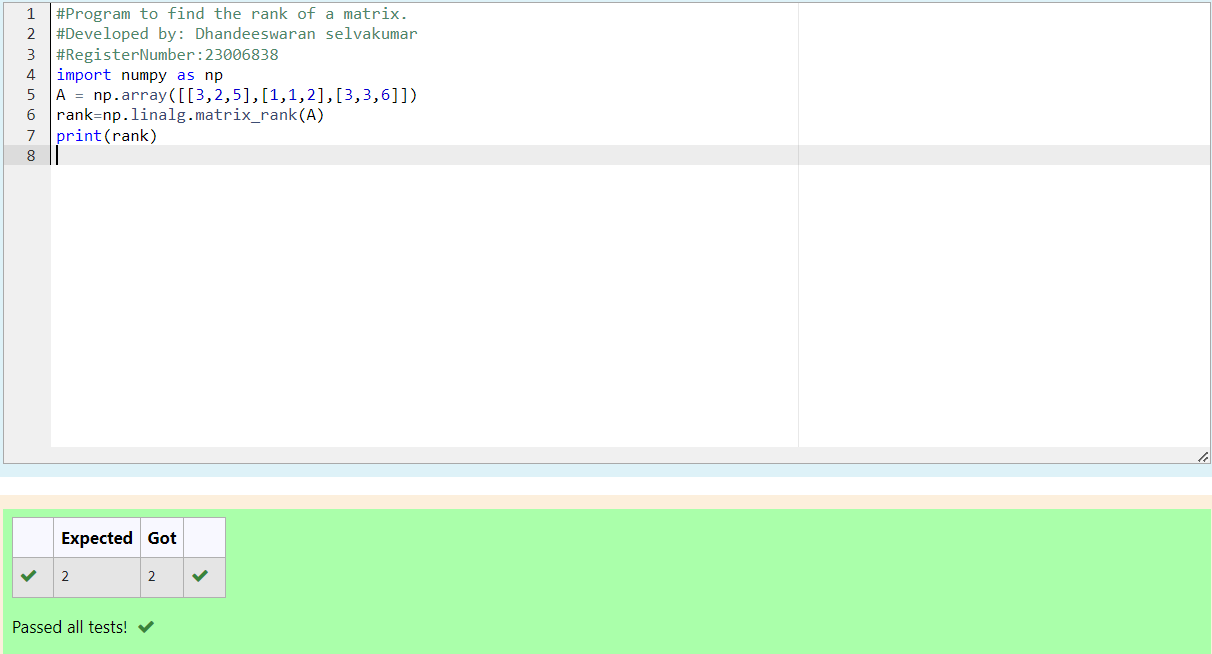 1 #Program to find the rank of a matrix.
2 #Developed by: Dhandeeswaran selvakumar
3 #RegisterNumber:23006838
4 import numpy as np
5 A = np.array([[3,2,5],[1,1,2],[3,3,6]])
6 rank=np.linalg.matrix_rank(A)
7 print(rank)
8
Expected Got
2 2
Passed all tests!